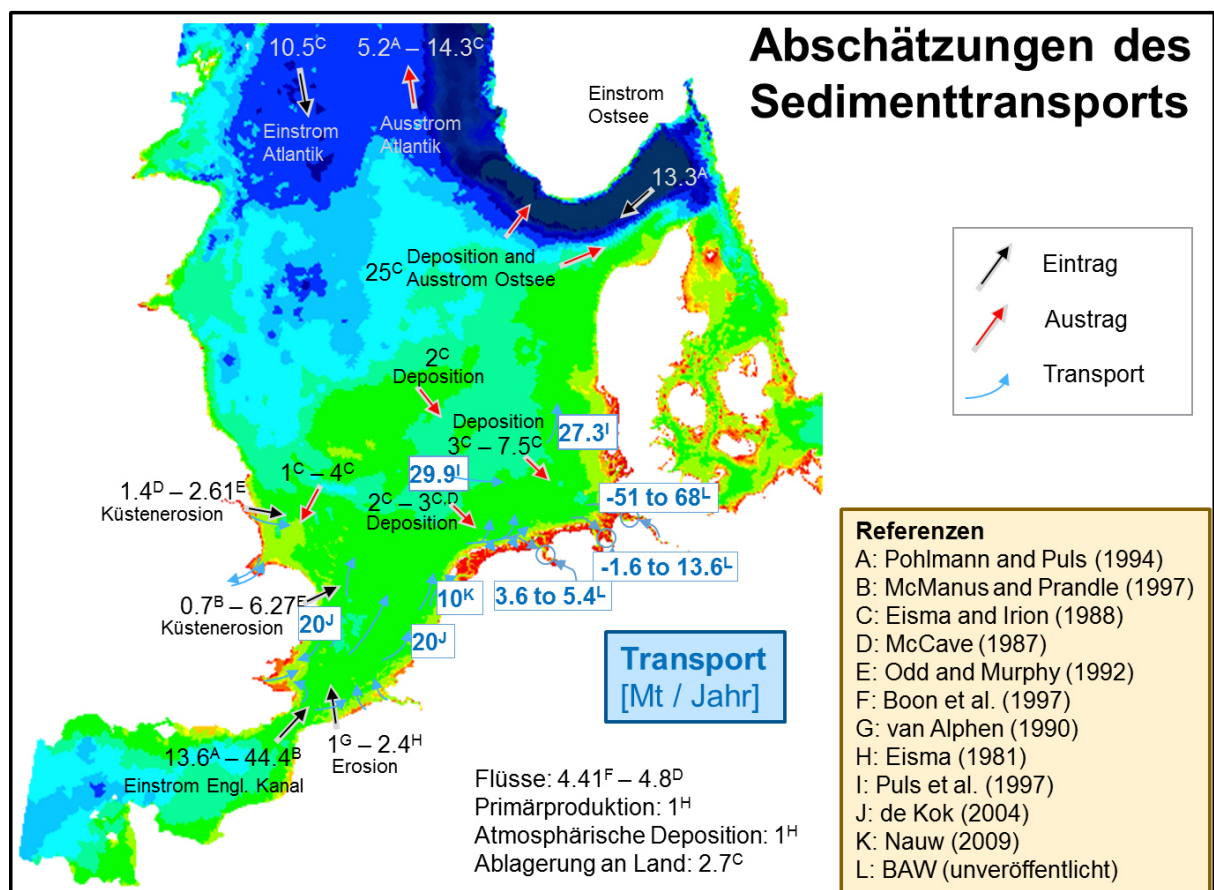 Abschätzungen des
Sedimenttransports
10.5ᶜ
5.2ᴬ – 14.3ᶜ
Einstrom
Atlantik
Ausstrom
Atlantik
Einstrom
Ostsee
13.3ᴬ
25ᶜ
Deposition and
Ausstrom Ostsee
Eintrag
Austrag
Transport
2ᶜ
Deposition
Deposition
3ᶜ – 7.5ᶜ
27.3ᴵ
29.9ᴵ
1ᶜ – 4ᶜ
1.4ᴰ – 2.61ᴱ
Küstenerosion
2ᶜ – 3ᶜ,ᴰ
Deposition
-51 to 68ᴸ
-1.6 to 13.6ᴸ
3.6 to 5.4ᴸ
0.7ᴮ – 6.27ᴱ
Küstenerosion
20ᴶ
10ᴷ
20ᴶ
Transport
[Mt / Jahr]
13.6ᴬ – 44.4ᴮ
Einstrom Engl. Kanal
1ᴳ – 2.4ᴴ
Erosion
Flüsse: 4.41ᶠ – 4.8ᴰ
Primärproduktion: 1ᴴ
Atmosphärische Deposition: 1ᴴ
Ablagerung an Land: 2.7ᶜ
Referenzen
A: Pohlmann and Puls (1994)
B: McManus and Prandle (1997)
C: Eisma and Irion (1988)
D: McCave (1987)
E: Odd and Murphy (1992)
F: Boon et al. (1997)
G: van Alphen (1990)
H: Eisma (1981)
I: Puls et al. (1997)
J: de Kok (2004)
K: Nauw (2009)
L: BAW (unveröffentlicht)